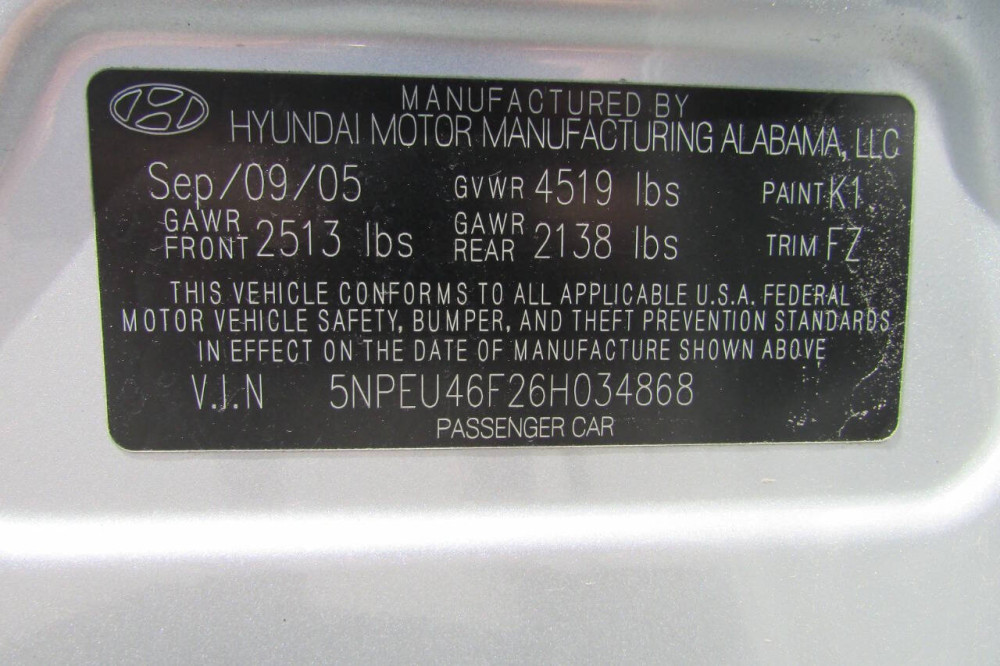 MANUFACTURED BY
HYUNDAI MOTOR MANUFACTURING ALABAMA, LLC
Sep/09/05 GVWR 4519 lbs PAINT K1
GAWR FRONT 2513 lbs GAWR REAR 2138 lbs TRIM FZ
THIS VEHICLE CONFORMS TO ALL APPLICABLE U.S.A. FEDERAL
MOTOR VEHICLE SAFETY, BUMPER, AND THEFT PREVENTION STANDARDS
IN EFFECT ON THE DATE OF MANUFACTURE SHOWN ABOVE
V.I.N 5NPEU46F26H034868
PASSENGER CAR